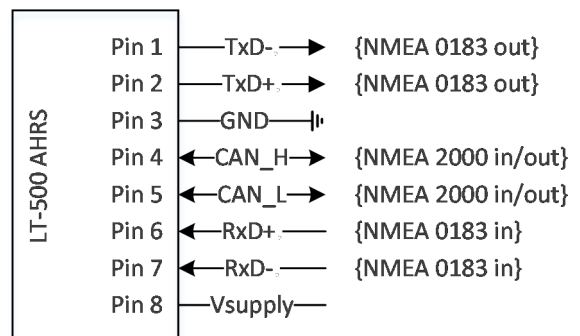 LT-500 AHRS
Pin 1 TxD- {NMEA 0183 out}
Pin 2 TxD+ {NMEA 0183 out}
Pin 3 GND
Pin 4 CAN_H {NMEA 2000 in/out}
Pin 5 CAN_L {NMEA 2000 in/out}
Pin 6 RxD+ {NMEA 0183 in}
Pin 7 RxD- {NMEA 0183 in}
Pin 8 Vsupply